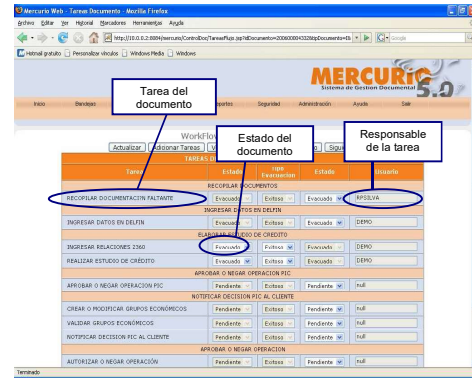 Mercurio Web - Tareas Documento - Mozilla Firefox
Archivo Editar Ver Historial Marcadores Herramientas Ayuda
Hotmail gratuito Personalizar vínculos Windows Media Windows
MERCURIO
Sistema de Gestion Documental
5.0
Inicio Bandejas Seguridad Administración Ayuda Salir
Tarea del documento
Estado del documento
Responsable de la tarea
Actualizar Adicionar Tareas
Tarea Estado Tipo Evacuacion Estado Usuario
RECOPILAR DOCUMENTOS
RECOPILAR DOCUMENTACION FALTANTE Evacuado Exitoso Evacuado RPSILVA
INGRESAR DATOS EN DELFIN
INGRESAR DATOS EN DELFIN Evacuado Exitoso Evacuado DEMO
ELABORAR ESTUDIO DE CREDITO
INGRESAR RELACIONES 2360 Evacuado Exitoso Evacuado DEMO
REALIZAR ESTUDIO DE CRÉDITO Evacuado Exitoso Evacuado DEMO
APROBAR O NEGAR OPERACION PIC
APROBAR O NEGAR OPERACION PIC Pendiente Exitoso Pendiente null
NOTIFICAR DECISION PIC AL CLIENTE
CREAR O MODIFICAR GRUPOS ECONÓMICOS Pendiente Exitoso Pendiente null
VALIDAR GRUPOS ECONÓMICOS Pendiente Exitoso Pendiente null
NOTIFICAR DECISION PIC AL CLIENTE Pendiente Exitoso Pendiente null
APROBAR O NEGAR OPERACION
AUTORIZAR O NEGAR OPERACIÓN Pendiente Exitoso Pendiente null
Terminado